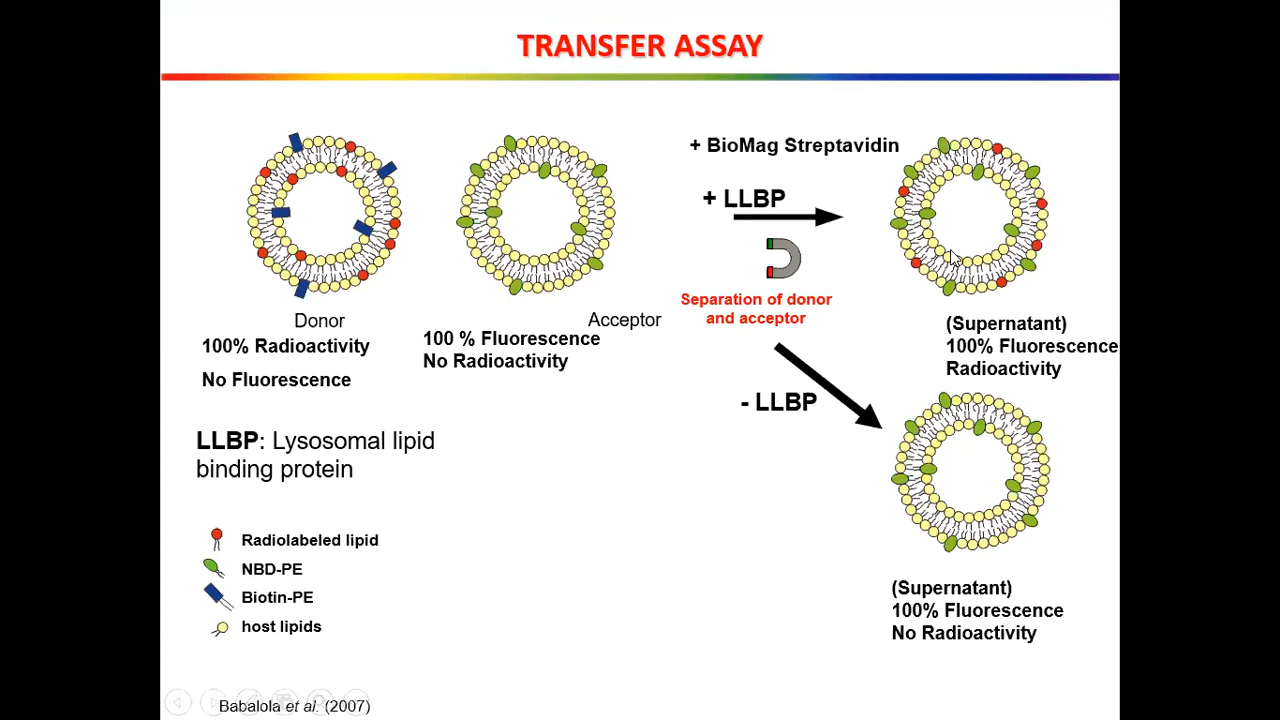 TRANSFER ASSAY
Donor
100% Radioactivity
No Fluorescence
Acceptor
100 % Fluorescence
No Radioactivity
+ BioMag Streptavidin
+ LLBP
Separation of donor
and acceptor
- LLBP
(Supernatant)
100% Fluorescence
Radioactivity
(Supernatant)
100% Fluorescence
No Radioactivity
LLBP: Lysosomal lipid
binding protein
Radiolabeled lipid
NBD-PE
Biotin-PE
host lipids
Babalola et al. (2007)